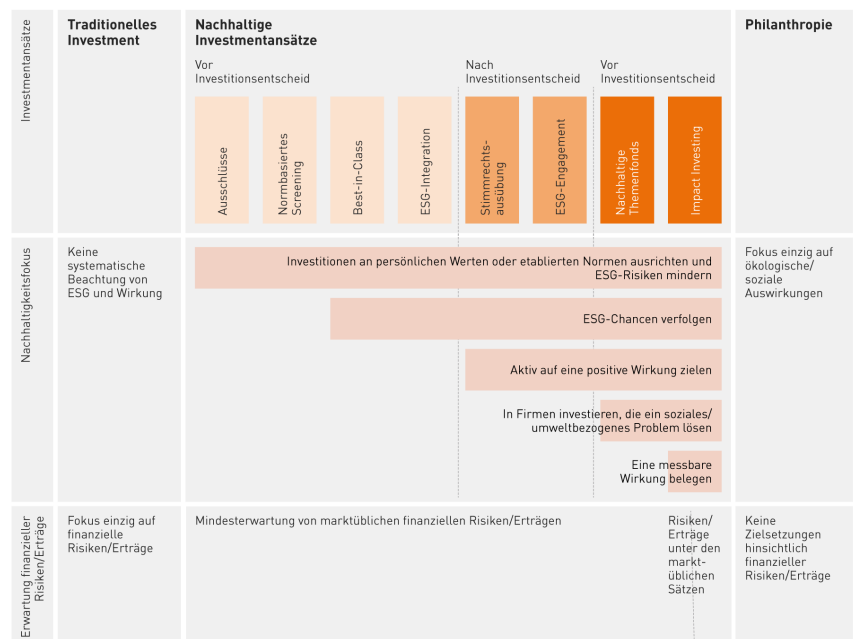 Investmentansätze
Traditionelles
Investment
Nachhaltige
Investmentansätze
Philanthropie
Vor
Investitionsentscheid
Nach
Investitionsentscheid
Vor
Investitionsentscheid
Ausschlüsse
Normbasiertes
Screening
Best-in-Class
ESG-Integration
Stimmrechts-
ausübung
ESG-Engagement
Nachhaltige
Themenfonds
Impact Investing
Nachhaltigkeitsfokus
Keine
systematische
Beachtung von
ESG und Wirkung
Investitionen an persönlichen Werten oder etablierten Normen ausrichten und
ESG-Risiken mindern
ESG-Chancen verfolgen
Aktiv auf eine positive Wirkung zielen
In Firmen investieren, die ein soziales/
umweltbezogenes Problem lösen
Eine messbare
Wirkung belegen
Fokus einzig auf
ökologische/
soziale
Auswirkungen
Erwartung finanzieller
Risiken/Erträge
Fokus einzig auf
finanzielle
Risiken/Erträge
Mindesterwartung von marktüblichen finanziellen Risiken/Erträgen
Risiken/
Erträge
unter den
markt-
üblichen
Sätzen
Keine
Zielsetzungen
hinsichtlich
finanzieller
Risiken/Erträge